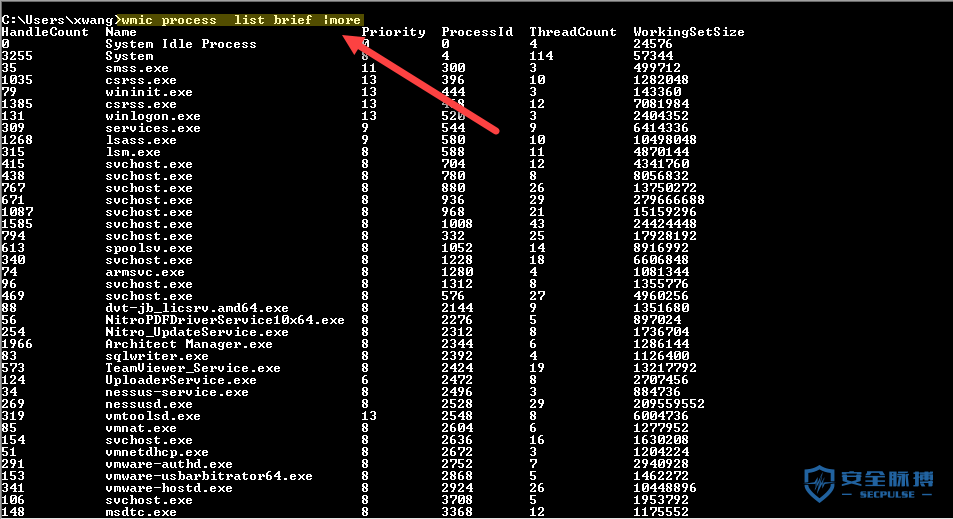 C:\Users\xwang>wmic process  list brief |more
HandleCount  Name                          Priority  ProcessId  ThreadCount  WorkingSetSize
0            System Idle Process           0         0          4            24576
3255         System                        8         4          114          57344
35           smss.exe                      11        300        3            499712
1035         csrss.exe                     13        396        10           1282048
79           wininit.exe                   13        444        3            143360
1385         csrss.exe                     13                   12           7081984
131          winlogon.exe                  13        520        3            2404352
309          services.exe                  9         544        9            6414336
1268         lsass.exe                     9         580        10           10498048
315          lsm.exe                       8         588        11           4870144
415          svchost.exe                   8         704        12           4341760
438          svchost.exe                   8         780        8            8056832
767          svchost.exe                   8         880        26           13750272
671          svchost.exe                   8         936        29           279666688
1087         svchost.exe                   8         968        21           15159296
1585         svchost.exe                   8         1008       43           24424448
794          svchost.exe                   8         332        25           17928192
613          spoolsv.exe                   8         1052       14           8916992
340          svchost.exe                   8         1228       18           6606848
74           armsvc.exe                    8         1280       4            1081344
96           svchost.exe                   8         1312       8            1355776
469          svchost.exe                   8         576        27           4960256
88           dvt-jb_licsrv.amd64.exe       8         2144       9            1351680
56           NitroPDFDriverService10x64.exe  8         2276       5            897024
254          Nitro_UpdateService.exe       8         2312       8            1736704
1966         Architect Manager.exe         8         2344       6            1286144
83           sqlwriter.exe                 8         2392       4            1126400
573          TeamViewer_Service.exe        8         2424       19           13217792
124          UploaderService.exe           6         2472       8            2707456
34           nessus-service.exe            8         2496       3            884736
269          nessusd.exe                   8         2528       29           209559552
319          vmtoolsd.exe                  13        2548       8            6004736
85           vmnat.exe                     8         2604       6            1277952
154          svchost.exe                   8         2636       16           1630208
51           vmnetdhcp.exe                 8         2672       3            1204224
291          vmware-authd.exe              8         2752       7            2940928
153          vmware-usbarbitrator64.exe    8         2868       5            1462272
341          vmware-hostd.exe              8         2924       26           10448896
106          svchost.exe                   8         3708       5            1953792
148          msdtc.exe                     8         3368       12           1175552
安全脉搏
SECPULSE